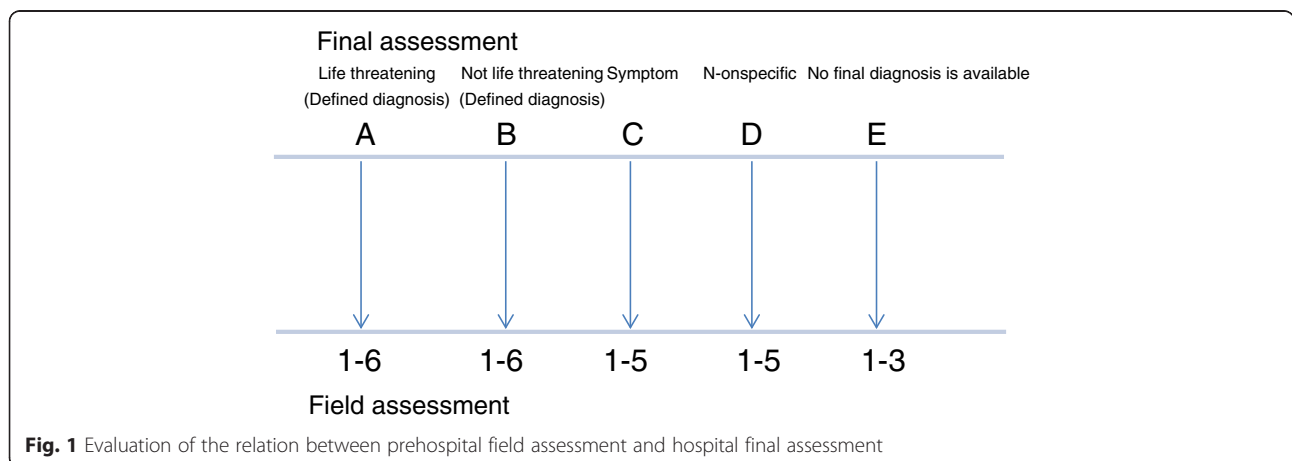 Final assessment
Life threatening Not life threatening Symptom N-onspecific No final diagnosis is available
(Defined diagnosis) (Defined diagnosis)
A B C D E
1-6 1-6 1-5 1-5 1-3
Field assessment
Fig. 1 Evaluation of the relation between prehospital field assessment and hospital final assessment